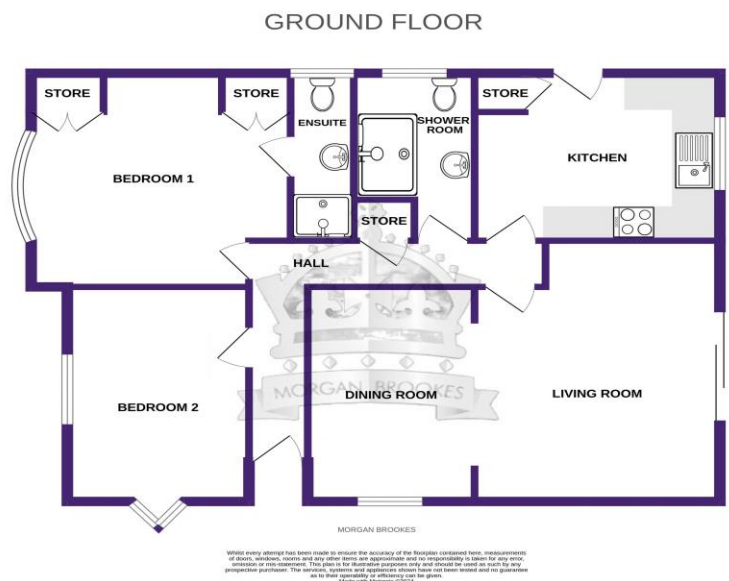 GROUND FLOOR
STORE
STORE
STORE
ENSUITE
SHOWER
ROOM
KITCHEN
BEDROOM 1
STORE
HALL
MORGAN BROOKES
DINING ROOM
LIVING ROOM
BEDROOM 2
MORGAN BROOKES
Whilst every attempt has been made to ensure the accuracy of the floorplan contained here, measurements
of doors, windows, rooms and any other items are approximate and no responsibility is taken for any error,
omission or mis-statement. This plan is for illustrative purposes only and should be used as such by any
prospective purchaser. The services, systems and appliances shown have not been tested and no guarantee
as to their operability or efficiency can be given.
Made with Metropix ©2024